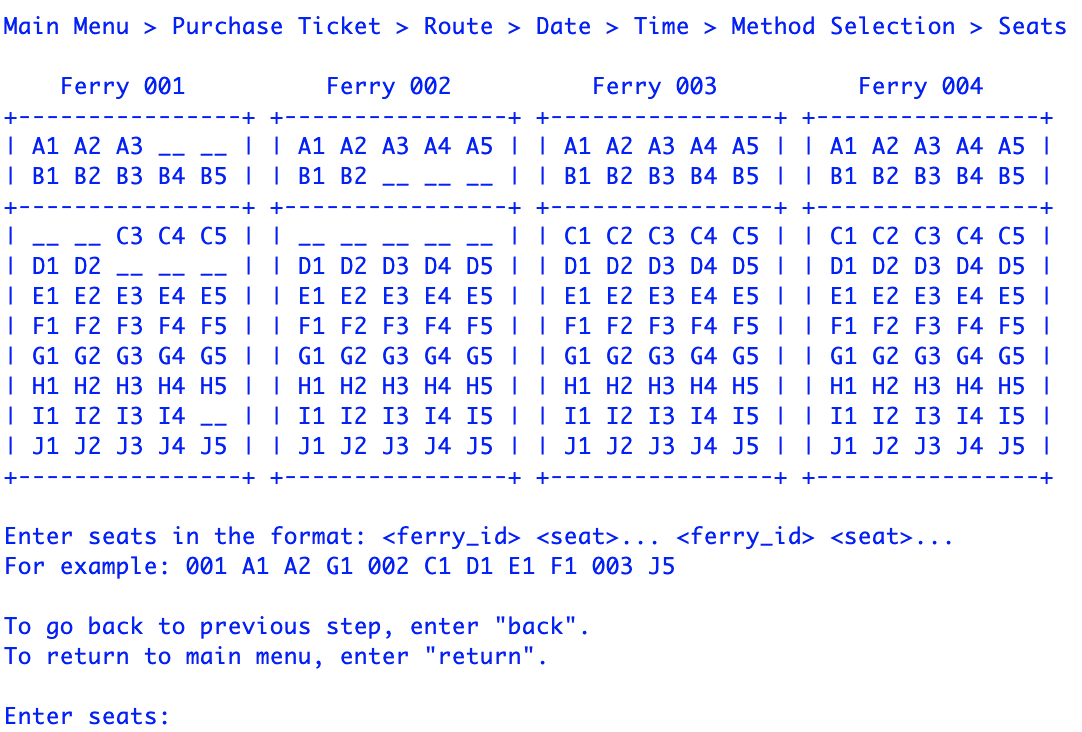 Main Menu > Purchase Ticket > Route > Date > Time > Method Selection > Seats

    Ferry 001          Ferry 002          Ferry 003          Ferry 004
+----------------+ +----------------+ +----------------+ +----------------+
| A1 A2 A3 __ __ | | A1 A2 A3 A4 A5 | | A1 A2 A3 A4 A5 | | A1 A2 A3 A4 A5 |
| B1 B2 B3 B4 B5 | | B1 B2 __ __ __ | | B1 B2 B3 B4 B5 | | B1 B2 B3 B4 B5 |
+----------------+ +----------------+ +----------------+ +----------------+
| __ __ C3 C4 C5 | | __ __ __ __ __ | | C1 C2 C3 C4 C5 | | C1 C2 C3 C4 C5 |
| D1 D2 __ __ __ | | D1 D2 D3 D4 D5 | | D1 D2 D3 D4 D5 | | D1 D2 D3 D4 D5 |
| E1 E2 E3 E4 E5 | | E1 E2 E3 E4 E5 | | E1 E2 E3 E4 E5 | | E1 E2 E3 E4 E5 |
| F1 F2 F3 F4 F5 | | F1 F2 F3 F4 F5 | | F1 F2 F3 F4 F5 | | F1 F2 F3 F4 F5 |
| G1 G2 G3 G4 G5 | | G1 G2 G3 G4 G5 | | G1 G2 G3 G4 G5 | | G1 G2 G3 G4 G5 |
| H1 H2 H3 H4 H5 | | H1 H2 H3 H4 H5 | | H1 H2 H3 H4 H5 | | H1 H2 H3 H4 H5 |
| I1 I2 I3 I4 __ | | I1 I2 I3 I4 I5 | | I1 I2 I3 I4 I5 | | I1 I2 I3 I4 I5 |
| J1 J2 J3 J4 J5 | | J1 J2 J3 J4 J5 | | J1 J2 J3 J4 J5 | | J1 J2 J3 J4 J5 |
+----------------+ +----------------+ +----------------+ +----------------+

Enter seats in the format: <ferry_id> <seat>... <ferry_id> <seat>...
For example: 001 A1 A2 G1 002 C1 D1 E1 F1 003 J5

To go back to previous step, enter "back".
To return to main menu, enter "return".

Enter seats: